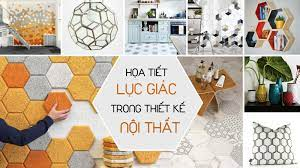 HỌA TIẾT
LỤC GIÁC
TRONG THIẾT KẾ
NỘI THẤT